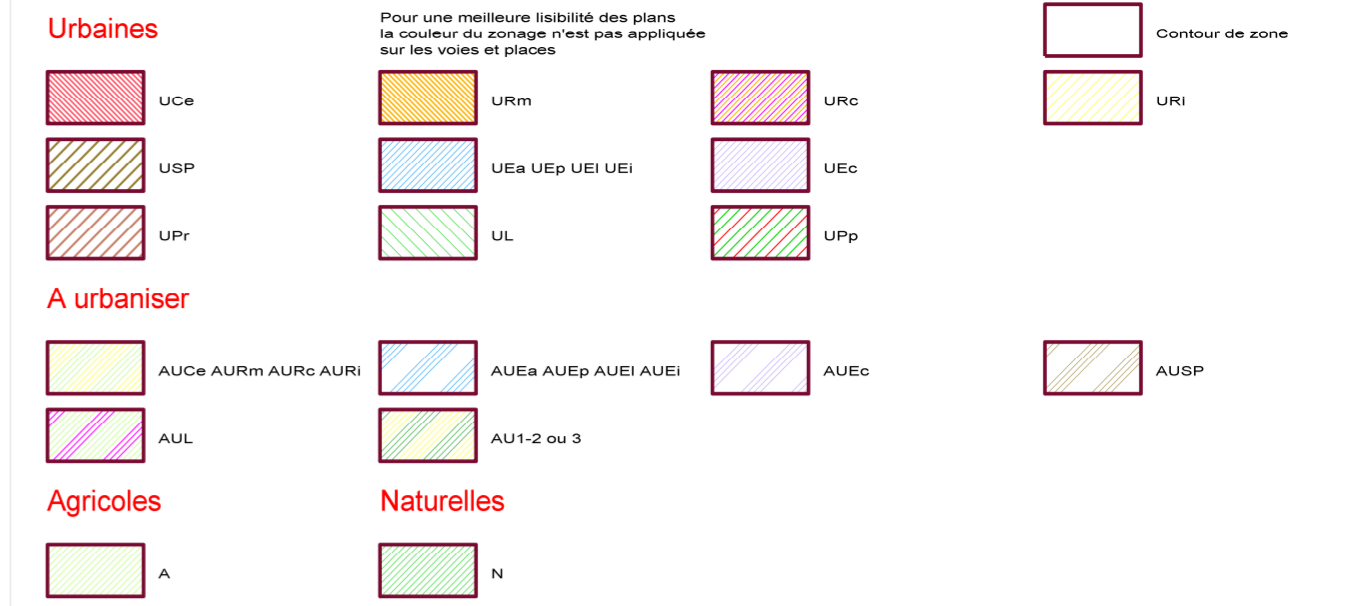 Urbaines
Pour une meilleure lisibilité des plans
la couleur du zonage n'est pas appliquée
sur les voies et places
Contour de zone
UCe
URm
URc
URi
USP
UEa UEp UEl UEi
UEc
UPr
UL
UPp
A urbaniser
AUCe AURm AURc AURi
AUEa AUEp AUEl AUEi
AUEc
AUSP
AUL
AU1-2 ou 3
Agricoles
Naturelles
A
N